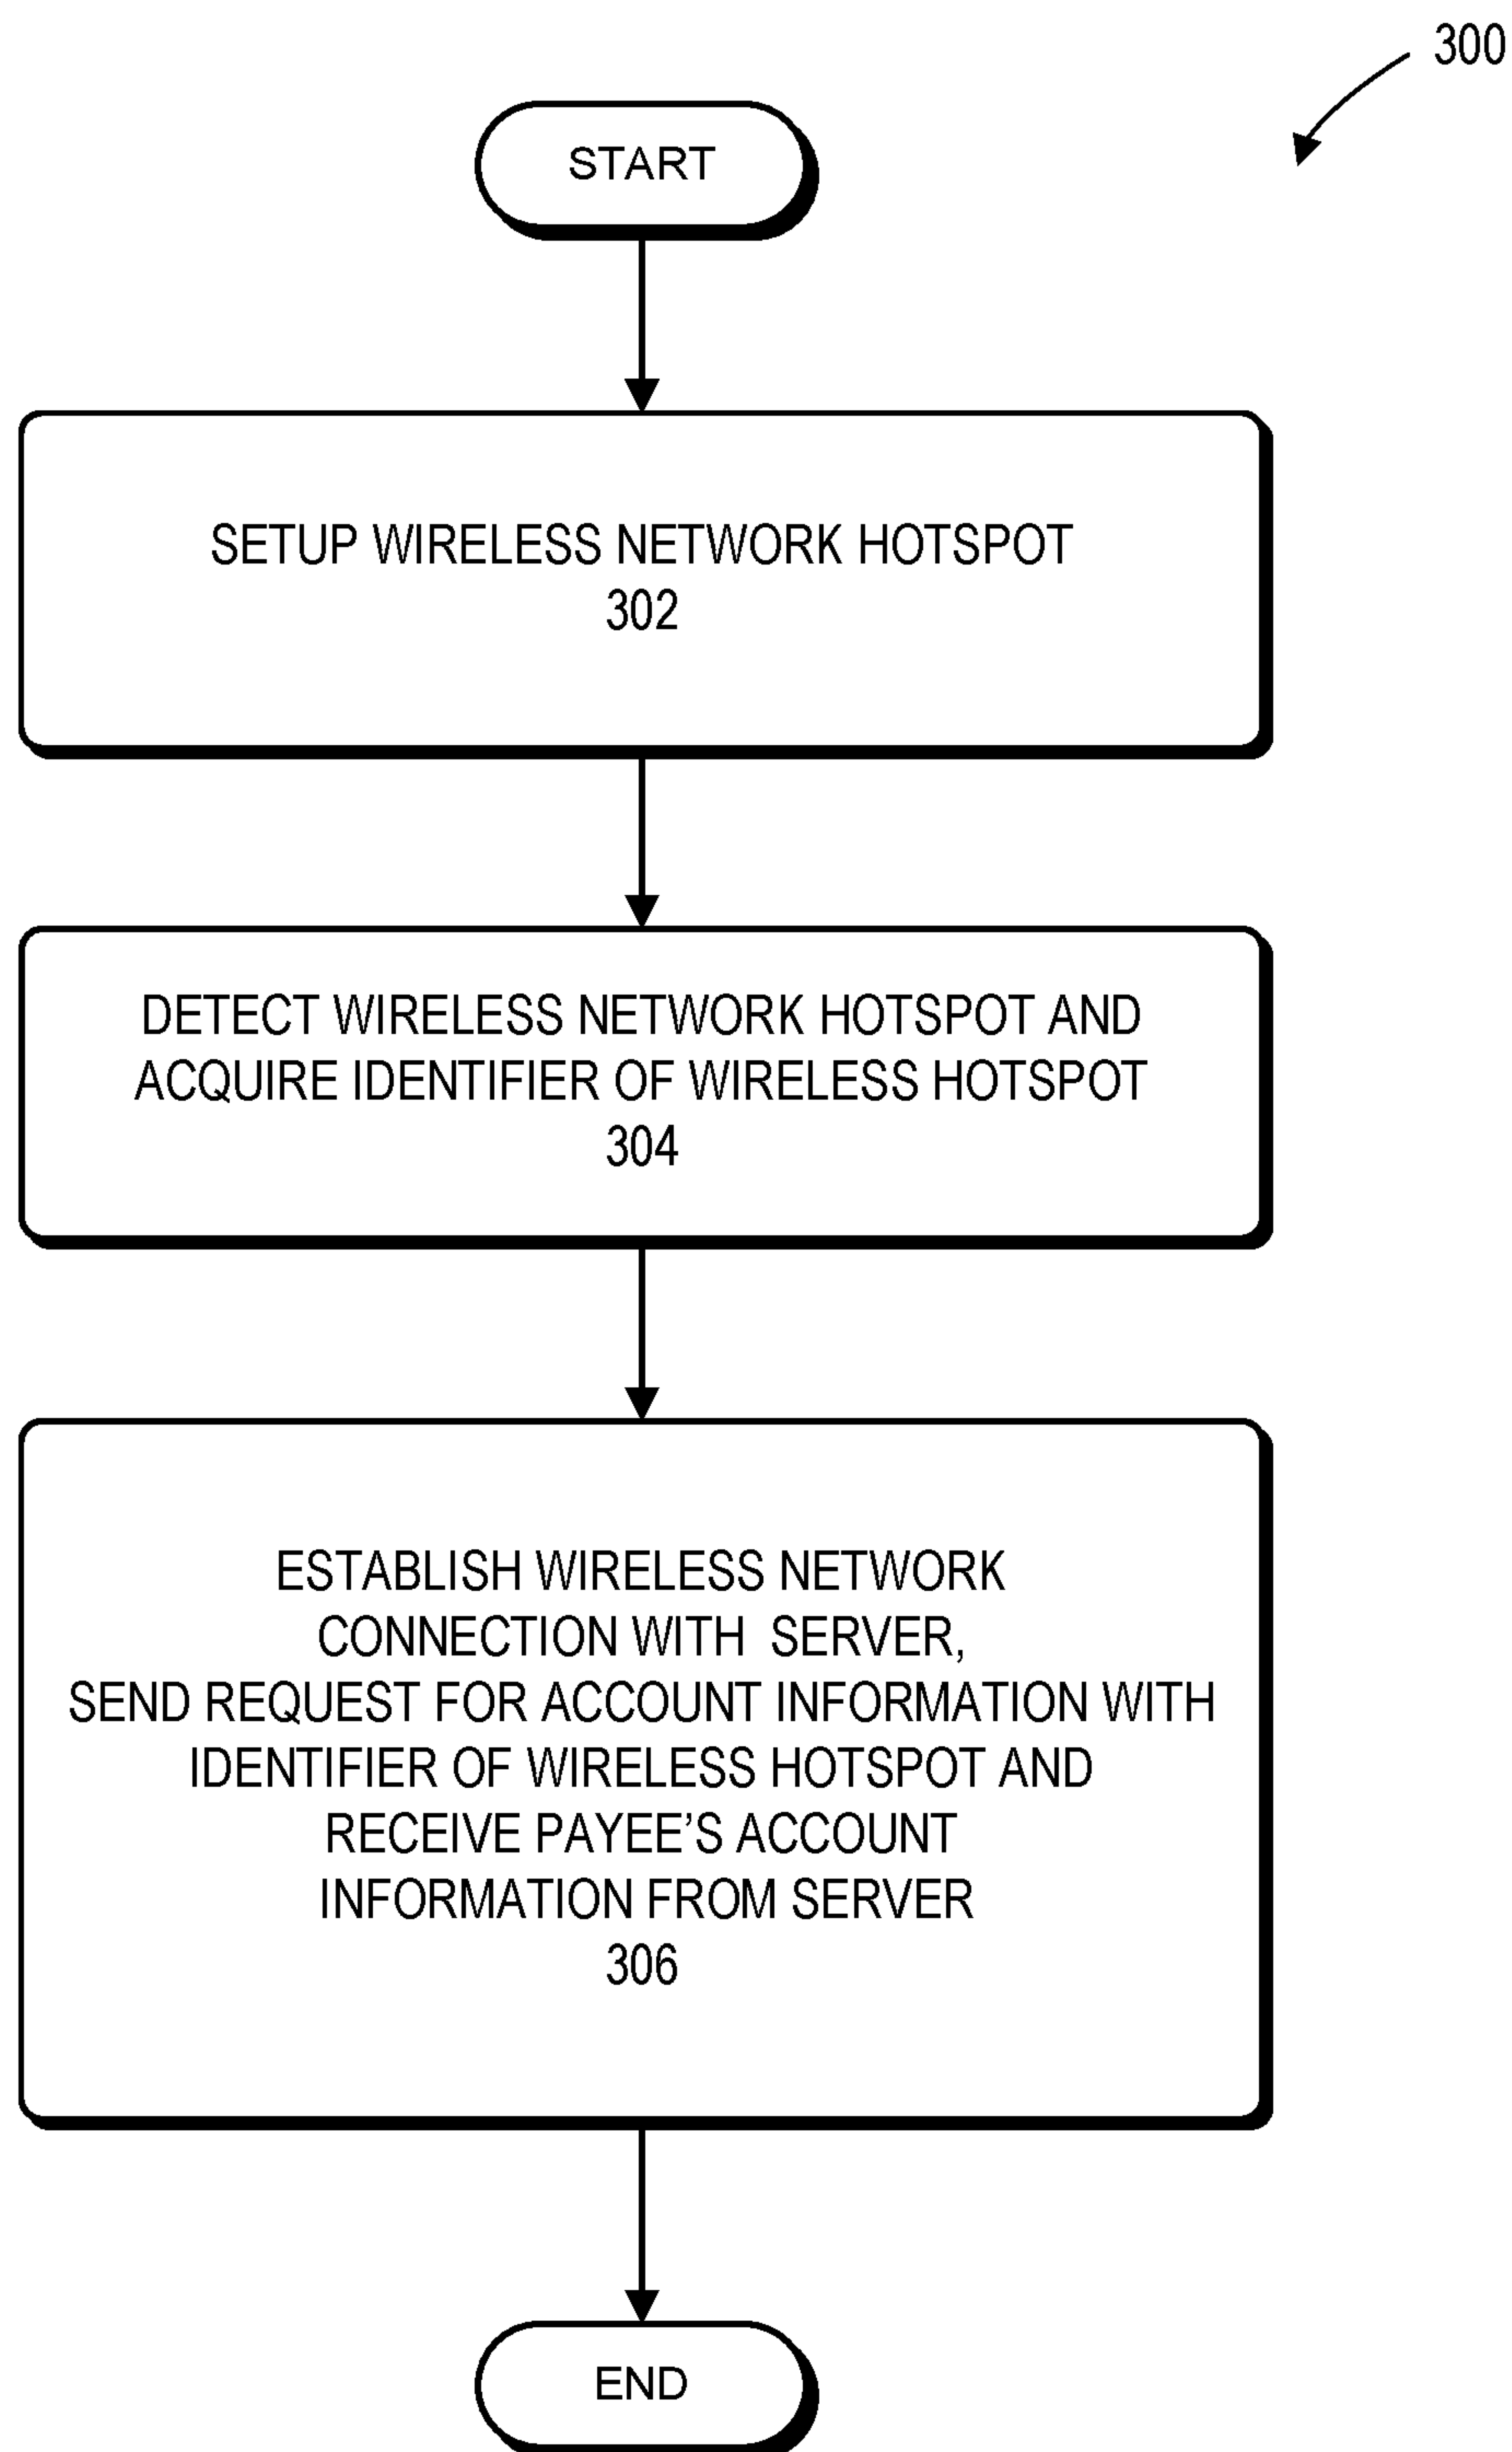 300
START
SETUP WIRELESS NETWORK HOTSPOT
302
DETECT WIRELESS NETWORK HOTSPOT AND
ACQUIRE IDENTIFIER OF WIRELESS HOTSPOT
304
ESTABLISH WIRELESS NETWORK
CONNECTION WITH SERVER,
SEND REQUEST FOR ACCOUNT INFORMATION WITH
IDENTIFIER OF WIRELESS HOTSPOT AND
RECEIVE PAYEE’S ACCOUNT
INFORMATION FROM SERVER
306
END